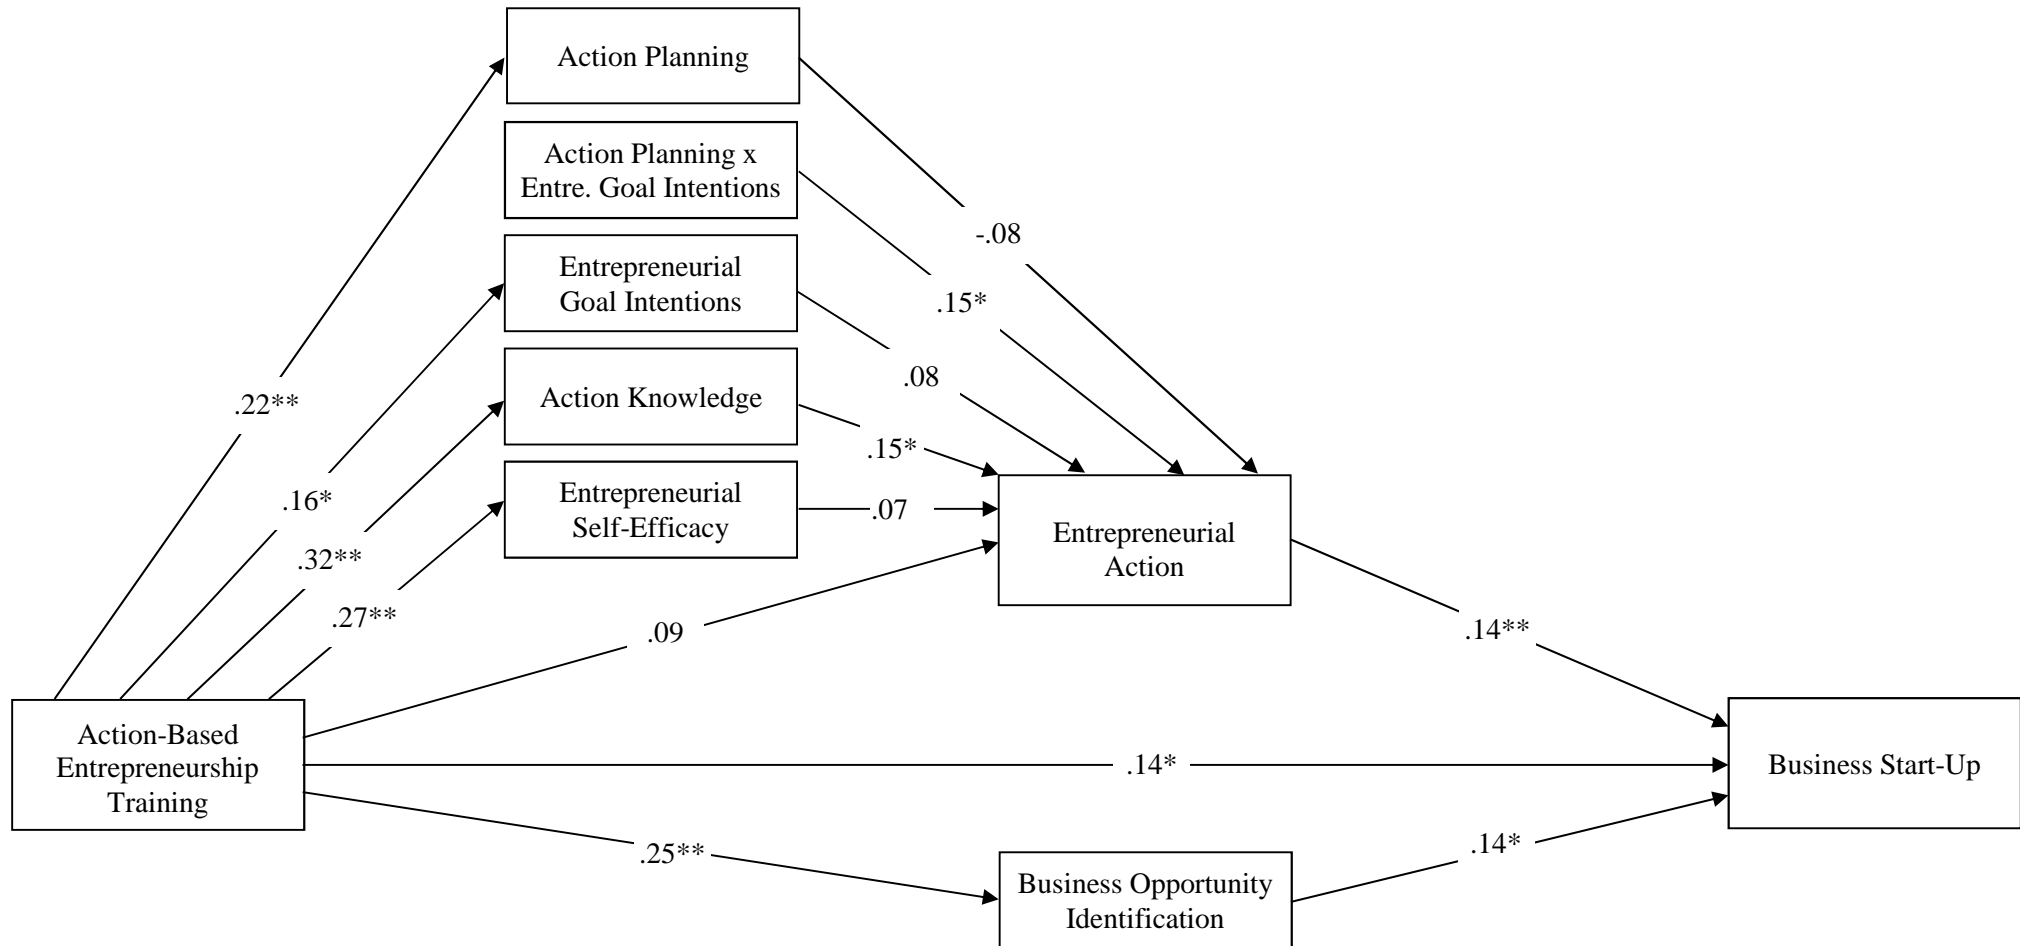 Action Planning
Action Planning x
Entre. Goal Intentions
Entrepreneurial
Goal Intentions
Action Knowledge
Entrepreneurial
Self-Efficacy
-.08
.15*
.08
.15*
.07
.22**
.16*
.32**
.27**
.09
Entrepreneurial
Action
.14**
Action-Based
Entrepreneurship
Training
.14*
Business Start-Up
.25**
.14*
Business Opportunity
Identification